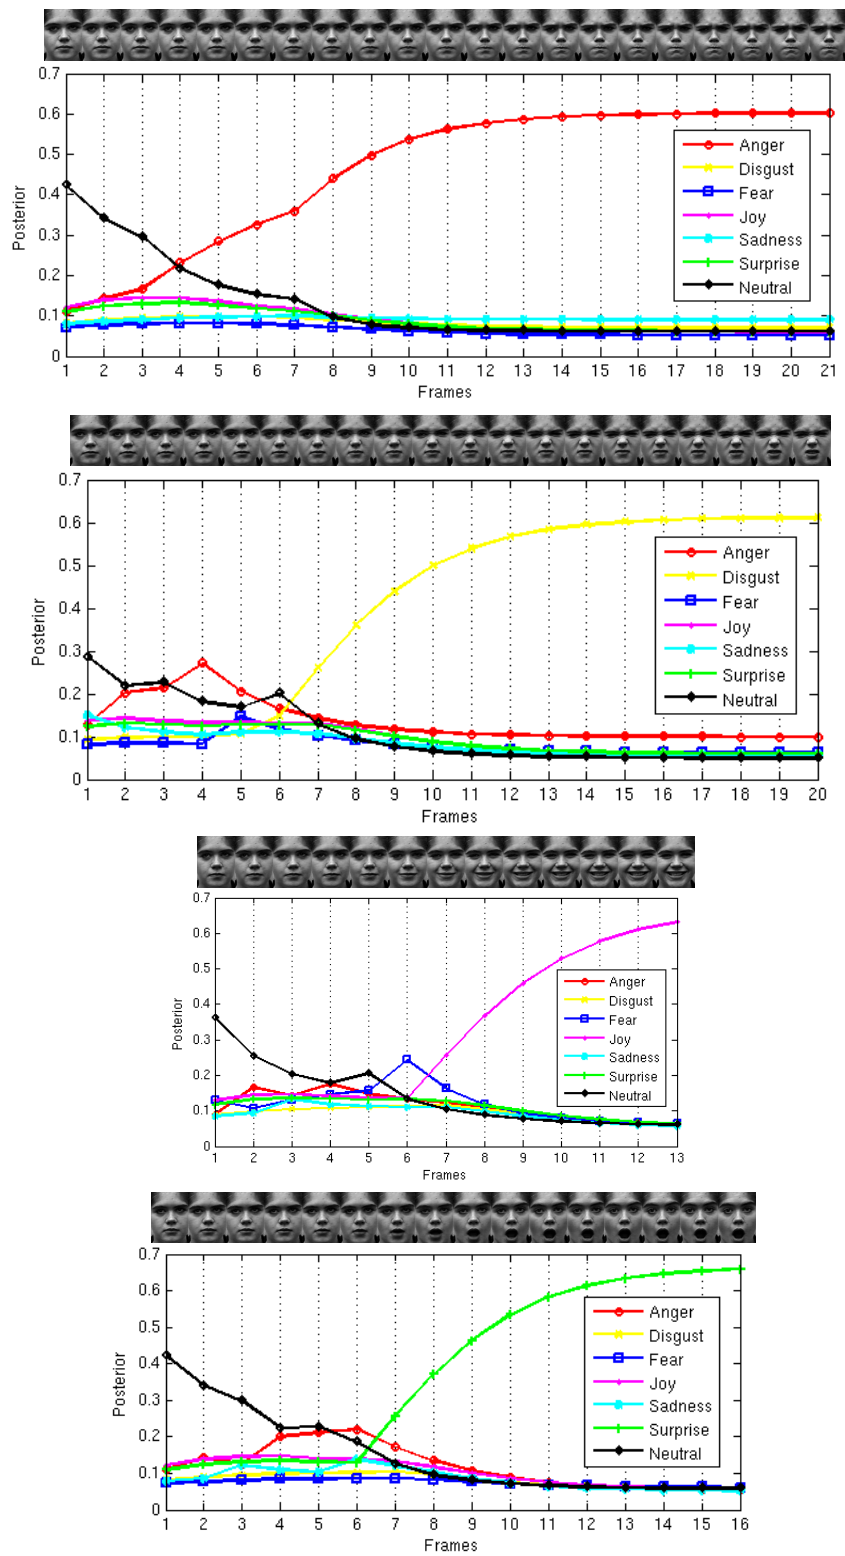 0.7
0.6
0.5
0.4
0.3
0.2
0.1
0
Posterior
Anger
Disgust
Fear
Joy
Sadness
Surprise
Neutral
1 2 3 4 5 6 7 8 9 10 11 12 13 14 15 16 17 18 19 20 21
Frames
0.7
0.6
0.5
0.4
0.3
0.2
0.1
0
Posterior
Anger
Disgust
Fear
Joy
Sadness
Surprise
Neutral
1 2 3 4 5 6 7 8 9 10 11 12 13 14 15 16 17 18 19 20
Frames
0.7
0.6
0.5
0.4
0.3
0.2
0.1
0
Posterior
Anger
Disgust
Fear
Joy
Sadness
Surprise
Neutral
1 2 3 4 5 6 7 8 9 10 11 12 13
Frames
0.7
0.6
0.5
0.4
0.3
0.2
0.1
0
Posterior
Anger
Disgust
Fear
Joy
Sadness
Surprise
Neutral
1 2 3 4 5 6 7 8 9 10 11 12 13 14 15 16
Frames